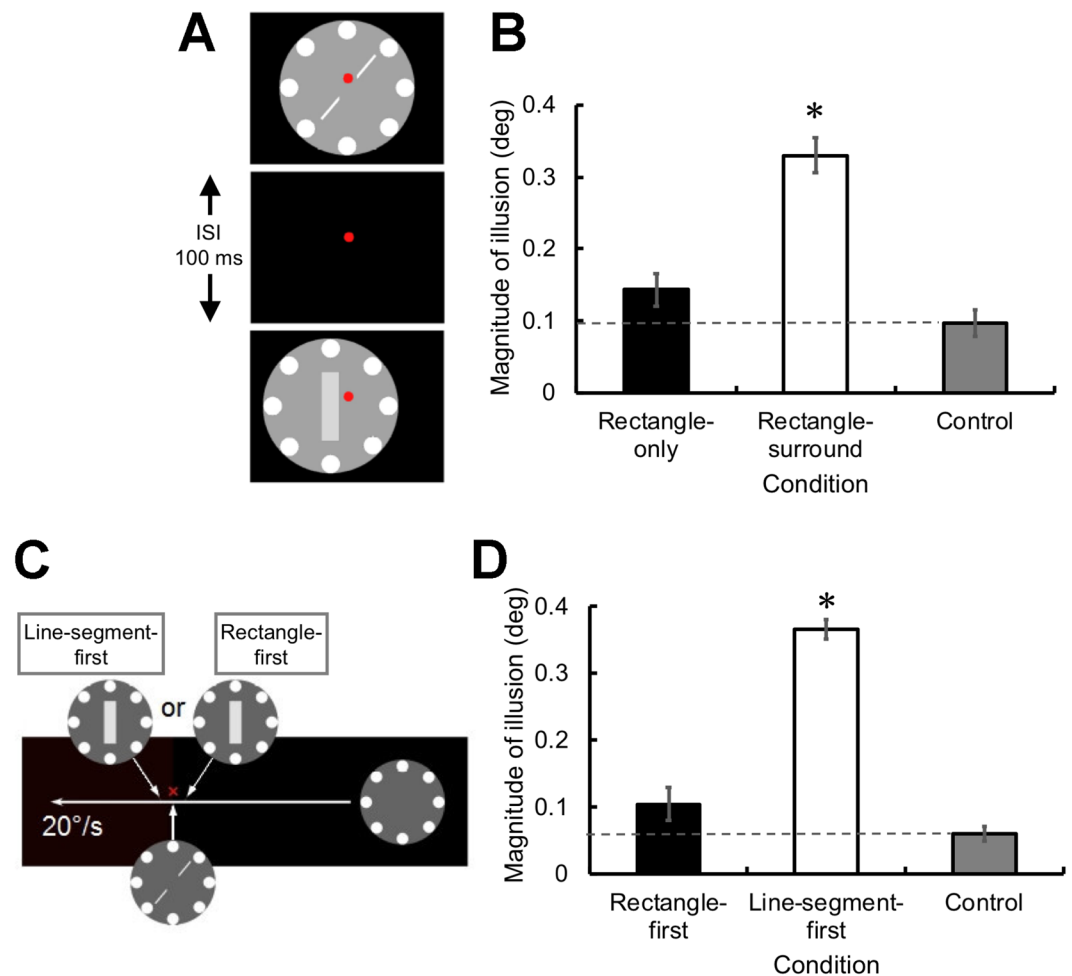 A
ISI
100 ms
B
Magnitude of illusion (deg)
0.4
0.3
0.2
0.1
0
*
Rectangle-
only
Rectangle-
surround
Control
Condition
C
Line-segment-
first
or
Rectangle-
first
×
20°/s
D
Magnitude of illusion (deg)
0.4
0.3
0.2
0.1
0
*
Rectangle-
first
Line-segment-
first
Control
Condition